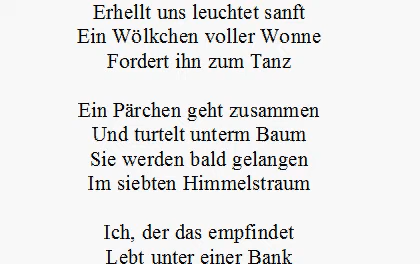 Erhellt uns leuchtet sanft
Ein Wölkchen voller Wonne
Fordert ihn zum Tanz
Ein Pärchen geht zusammen
Und turtelt unterm Baum
Sie werden bald gelangen
Im siebten Himmelstraum
Ich, der das empfindet
Lebt unter einer Bank